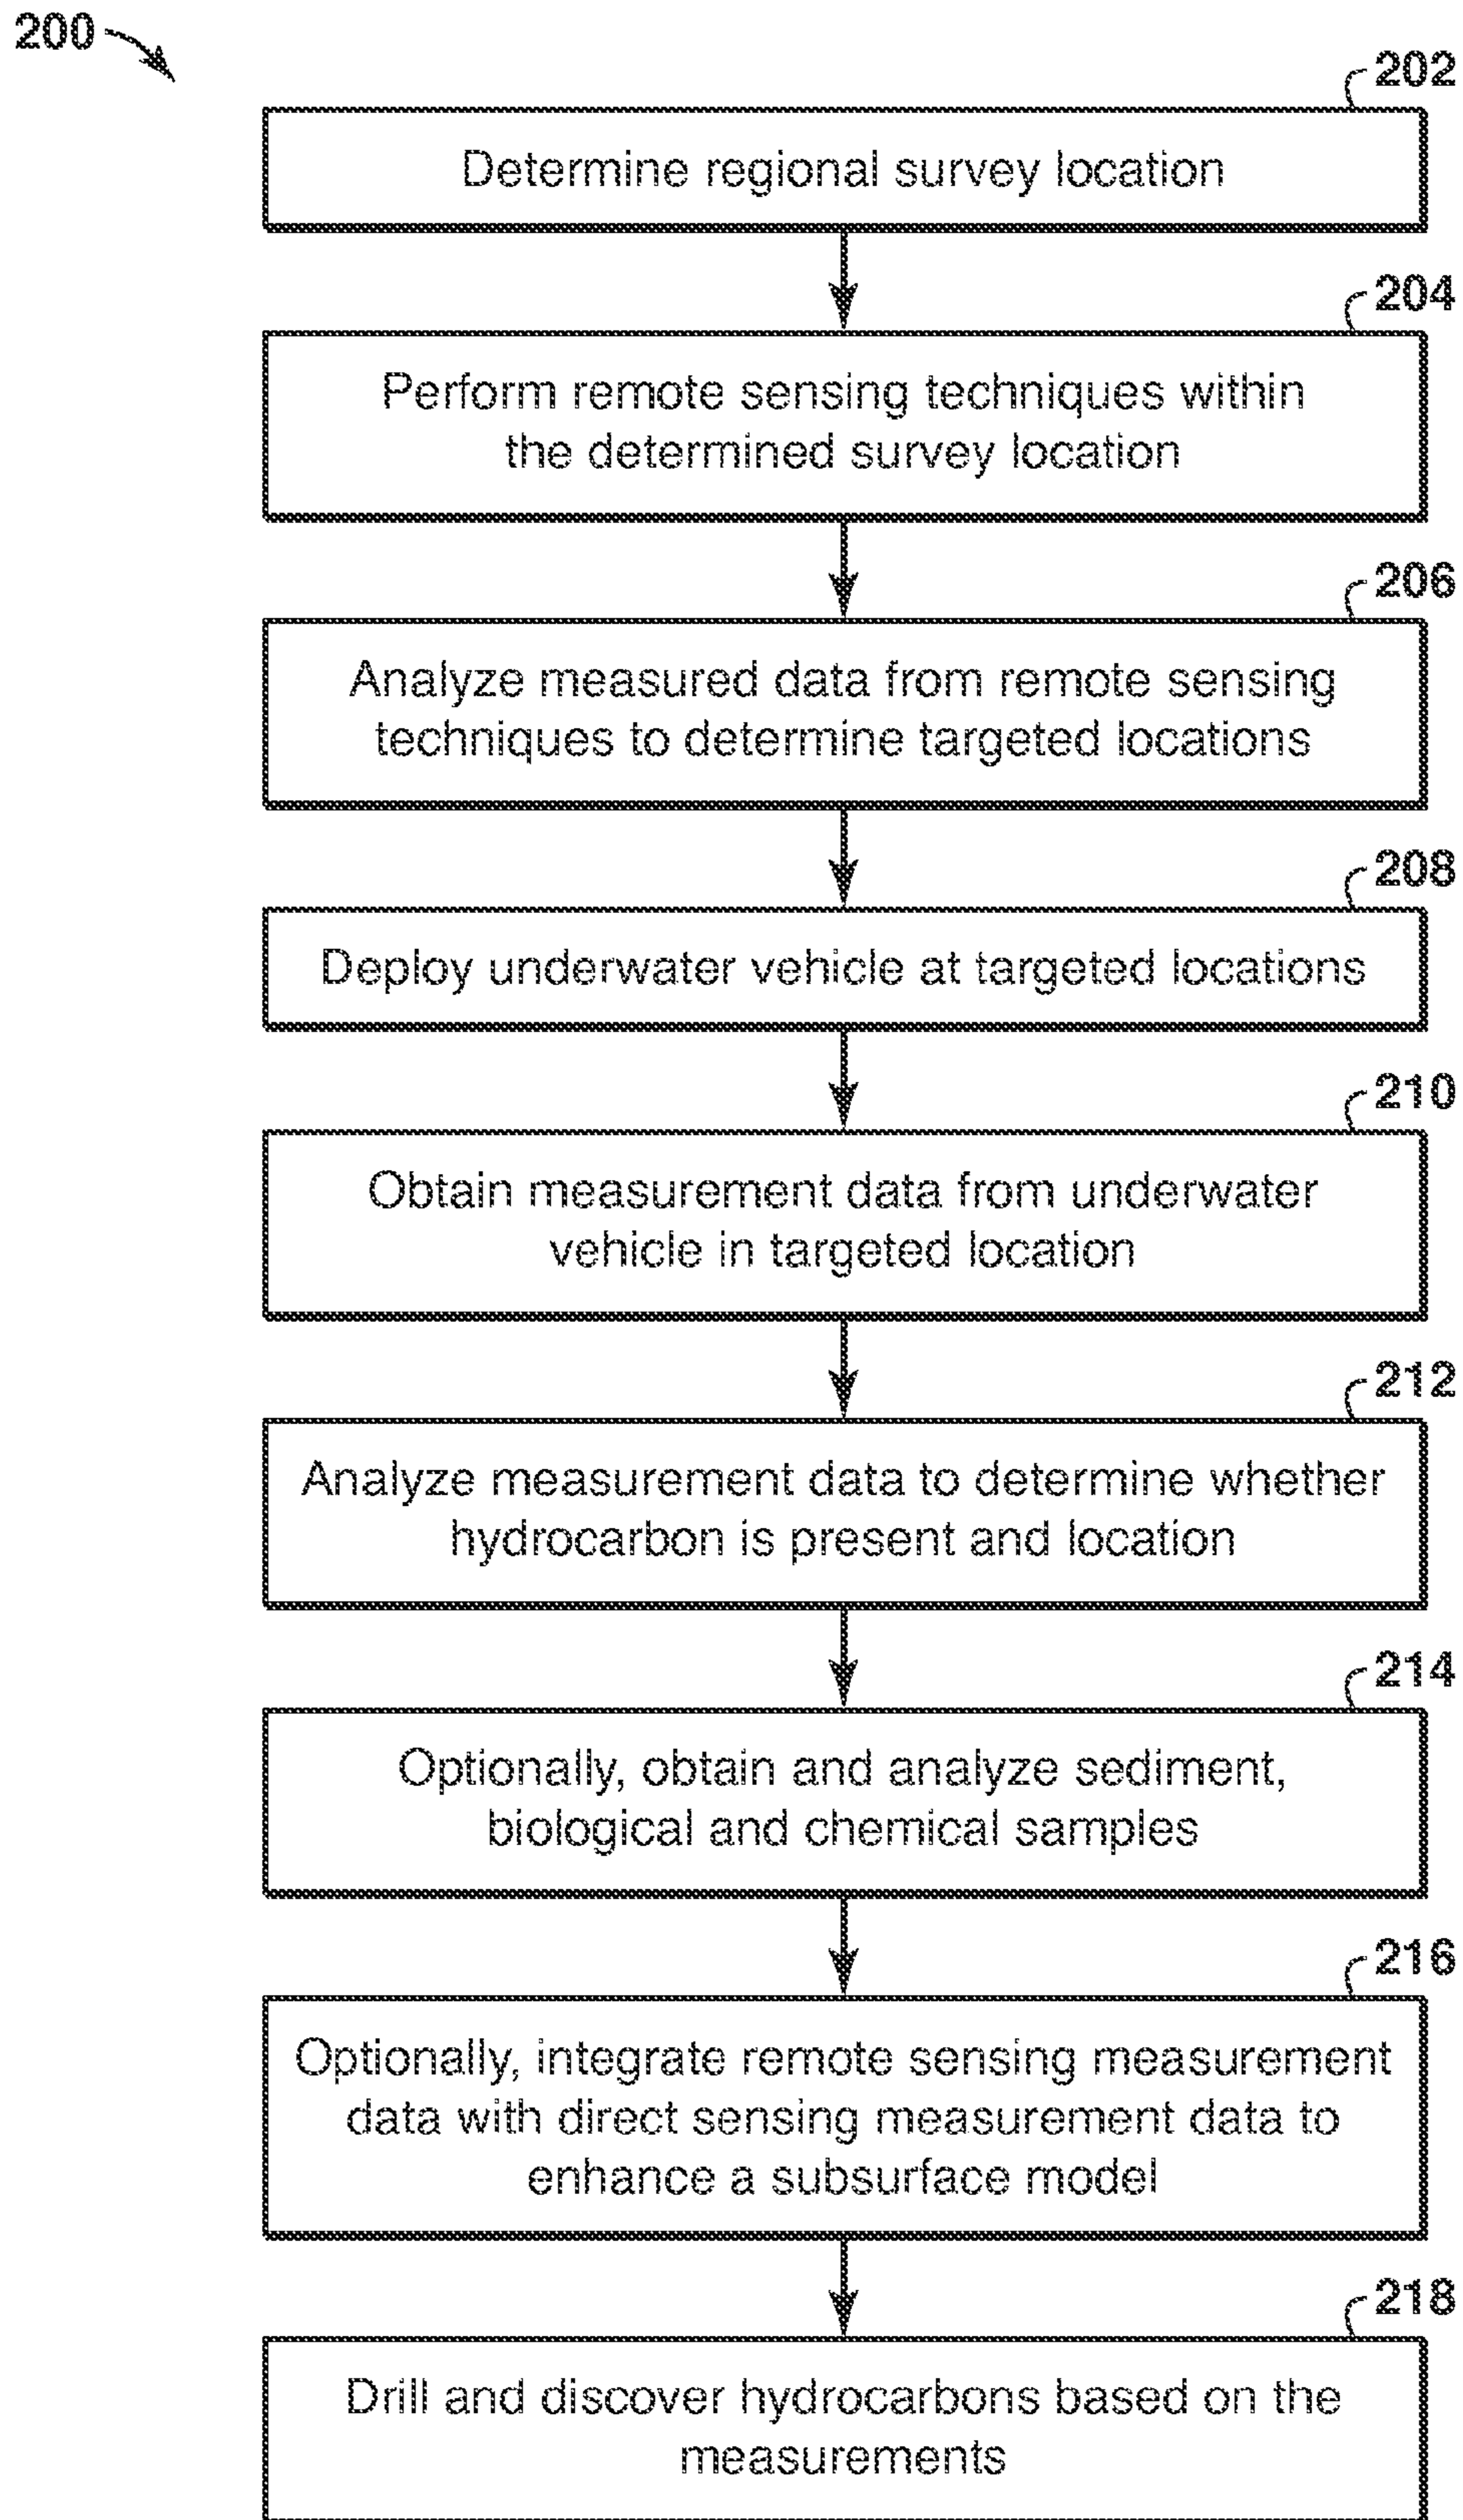 200
202
Determine regional survey location
204
Perform remote sensing techniques within
the determined survey location
206
Analyze measured data from remote sensing
techniques to determine targeted locations
208
Deploy underwater vehicle at targeted locations
210
Obtain measurement data from underwater
vehicle in targeted location
212
Analyze measurement data to determine whether
hydrocarbon is present and location
214
Optionally, obtain and analyze sediment,
biological and chemical samples
216
Optionally, integrate remote sensing measurement
data with direct sensing measurement data to
enhance a subsurface model
218
Drill and discover hydrocarbons based on the
measurements